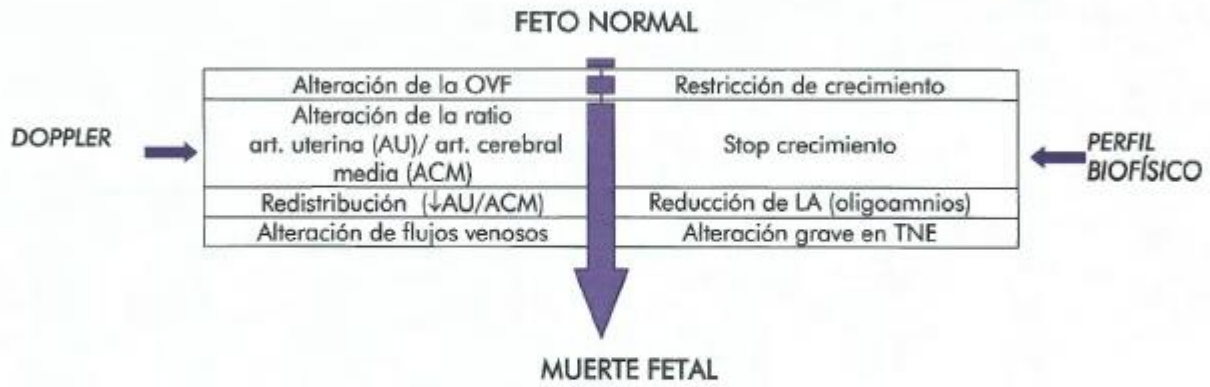 FETO NORMAL
Alteración de la OVF
Restricción de crecimiento
DOPPLER
Alteración de la ratio
art. uterina (AU)/ art. cerebral
media (ACM)
Stop crecimiento
PERFIL
BIOFÍSICO
Redistribución (↓AU/ACM)
Reducción de LA (oligoamnios)
Alteración de flujos venosos
Alteración grave en TNE
MUERTE FETAL